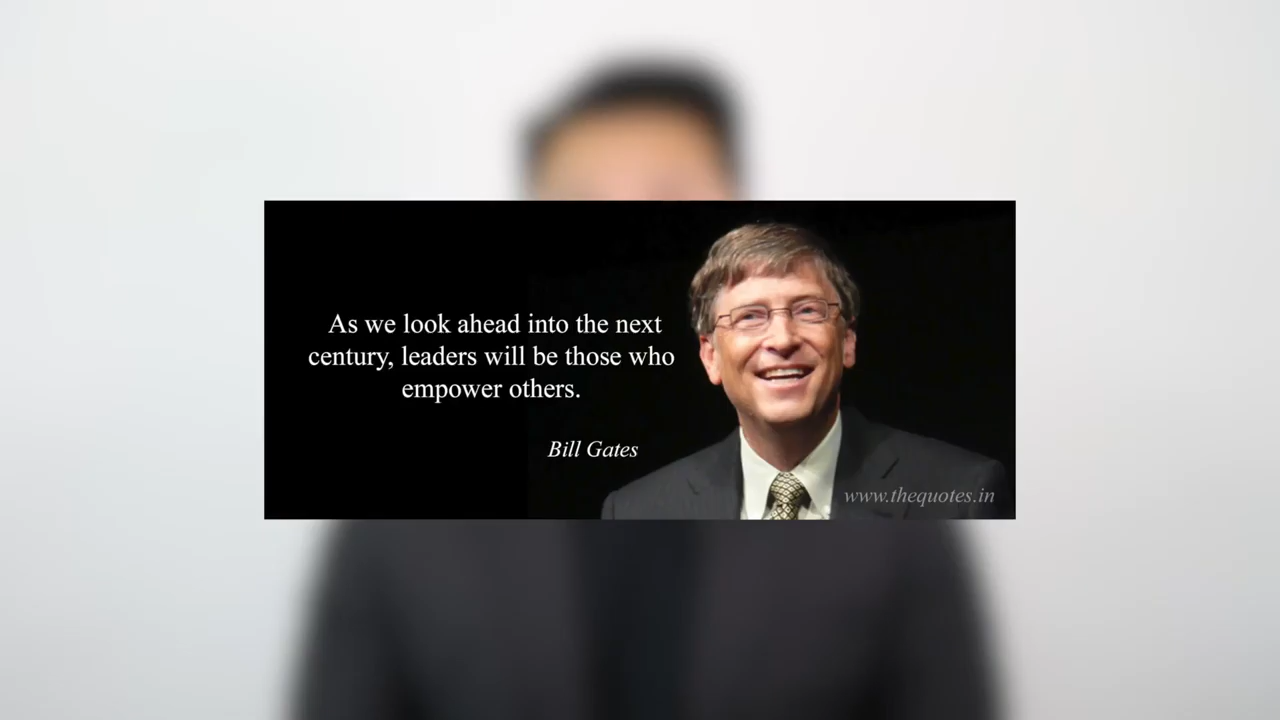 As we look ahead into the next
century, leaders will be those who
empower others.
Bill Gates
www.thequotes.in